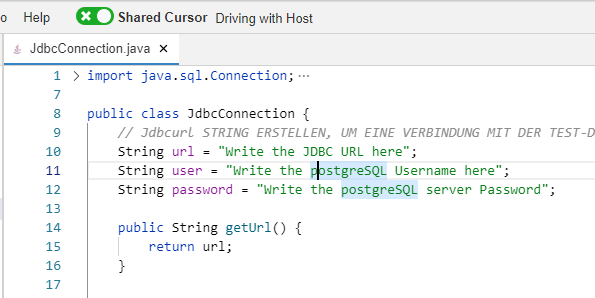 o Help Shared Cursor Driving with Host
JdbcConnection.java ×
1 > import java.sql.Connection; ···
7
8 public class JdbcConnection {
9 // Jdbcurl STRING ERSTELLEN, UM EINE VERBINDUNG MIT DER TEST-D
10 String url = "Write the JDBC URL here";
11 String user = "Write the postgreSQL Username here";
12 String password = "Write the postgreSQL server Password";
13
14 public String getUrl() {
15 return url;
16 }
17